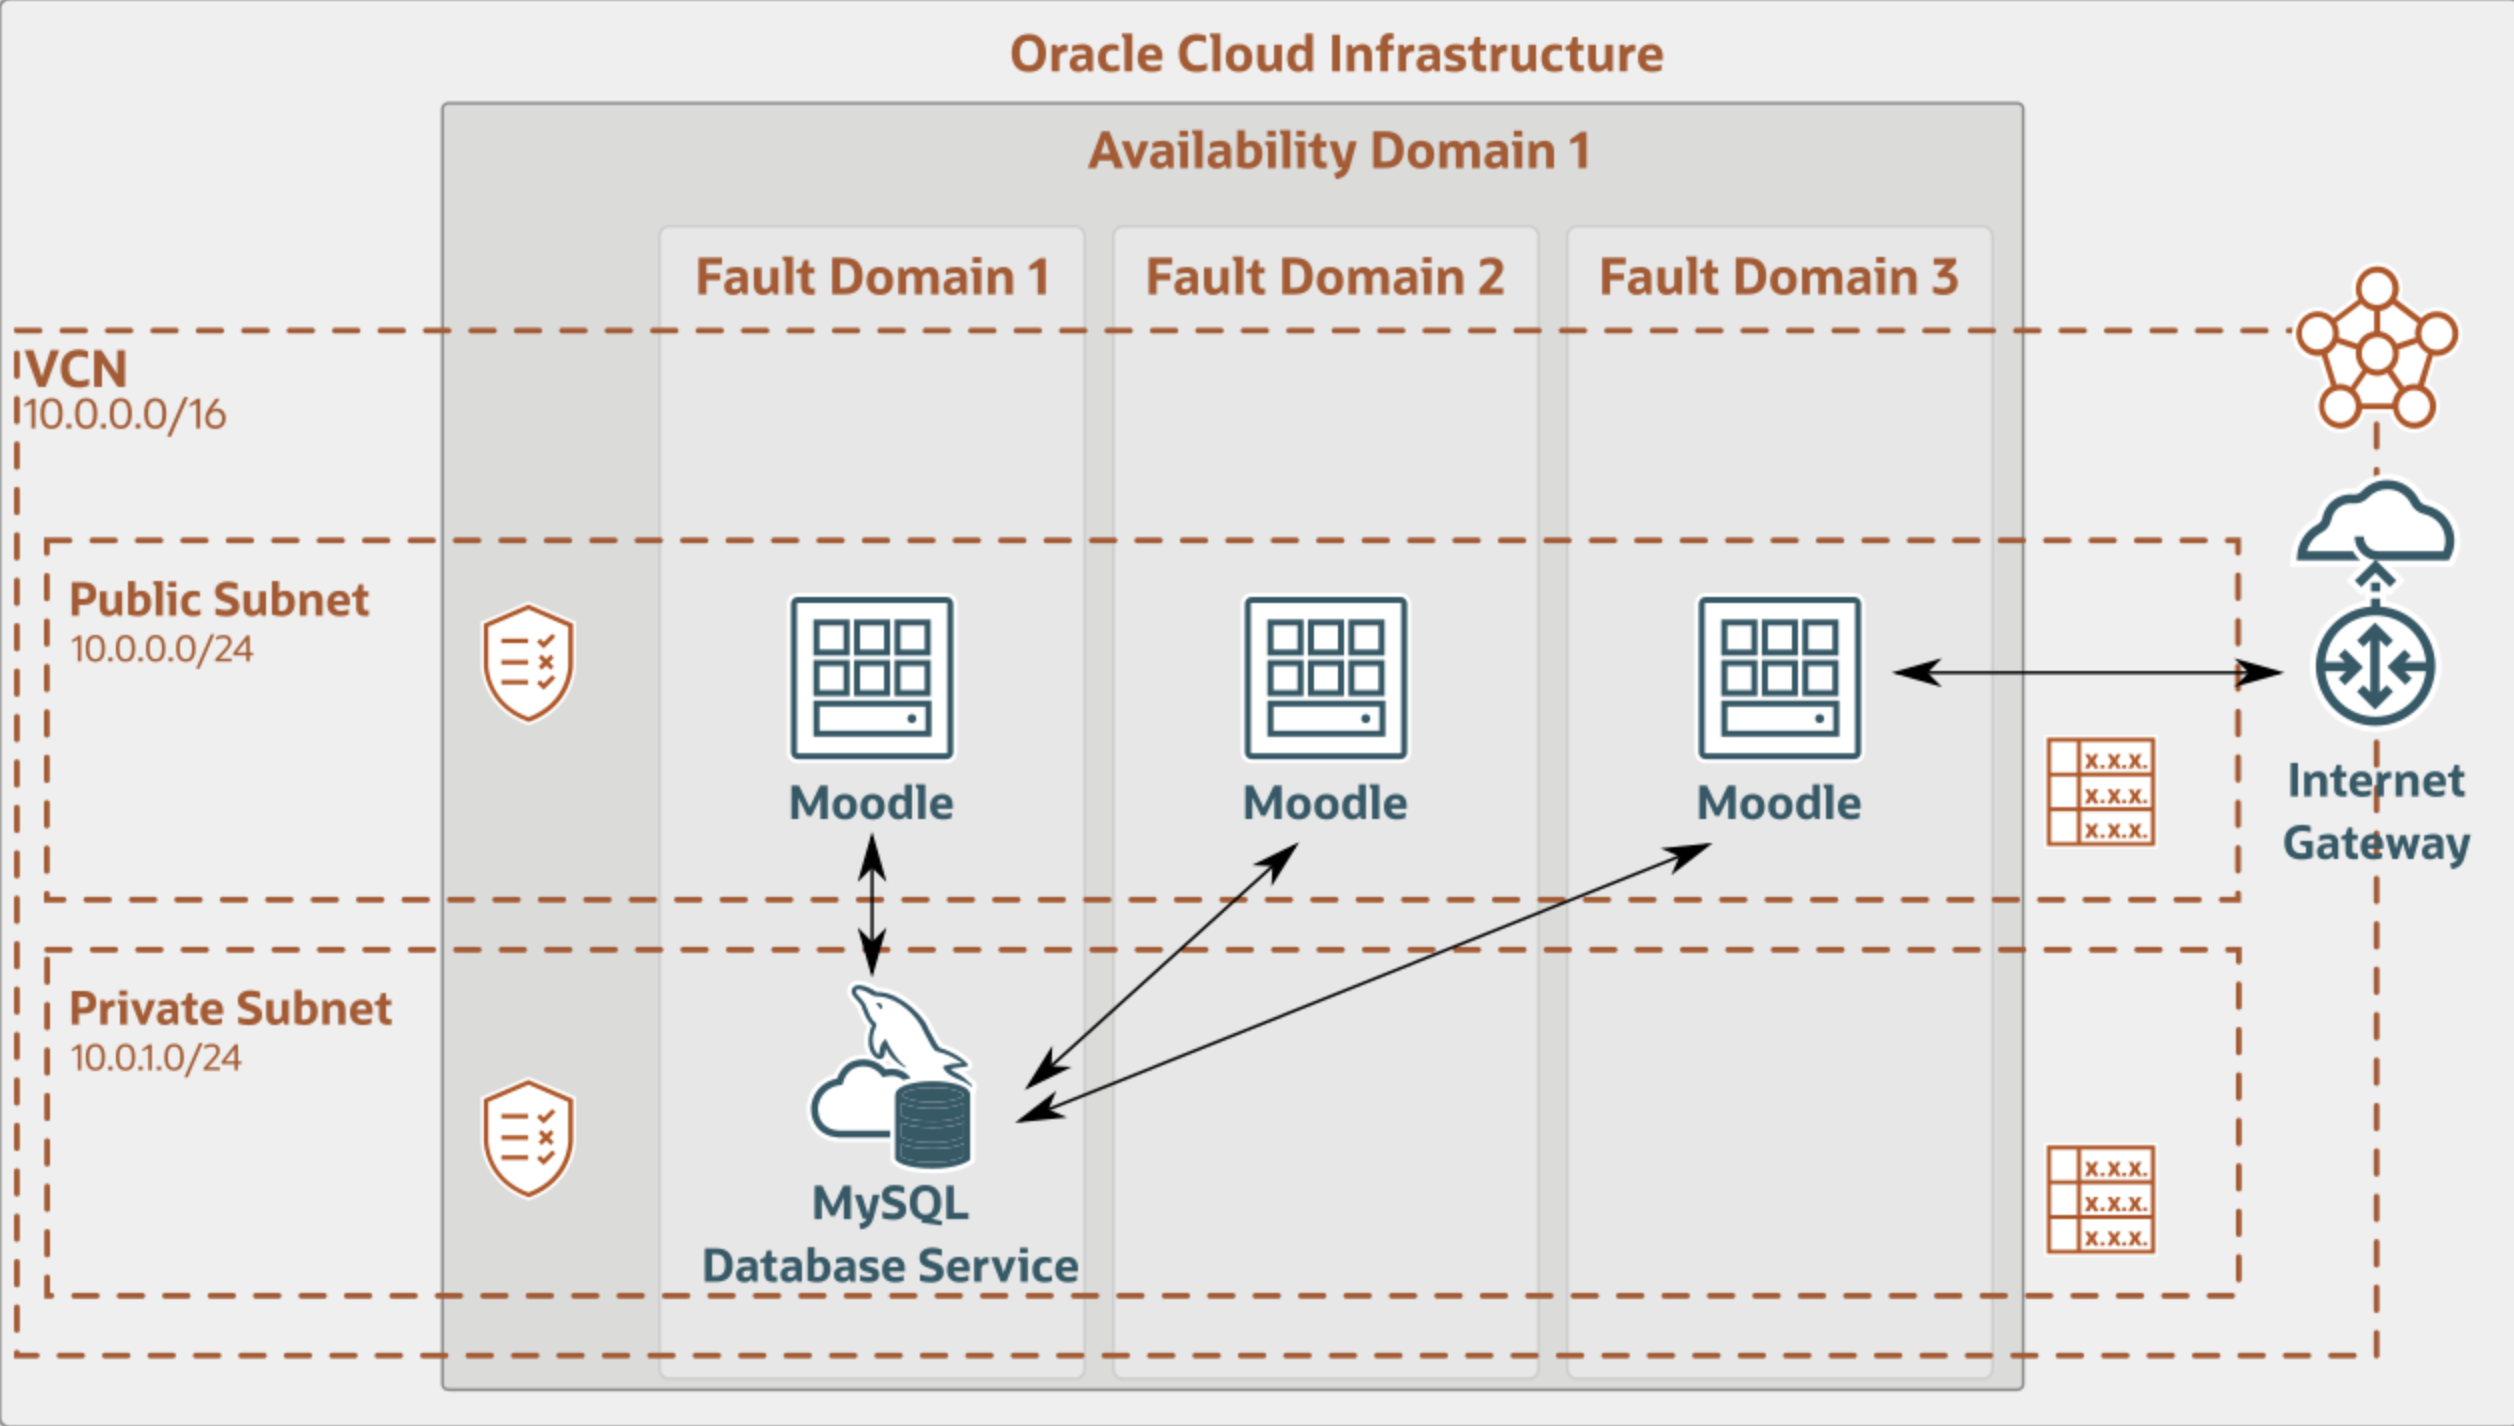 Oracle Cloud Infrastructure
Availability Domain 1
Fault Domain 1
Fault Domain 2
Fault Domain 3
VCN
10.0.0.0/16
Public Subnet
10.0.0.0/24
Moodle
Moodle
Moodle
x.x.x.
x.x.x.
x.x.x.
Internet
Gateway
Private Subnet
10.0.1.0/24
MySQL
Database Service
x.x.x.
x.x.x.
x.x.x.